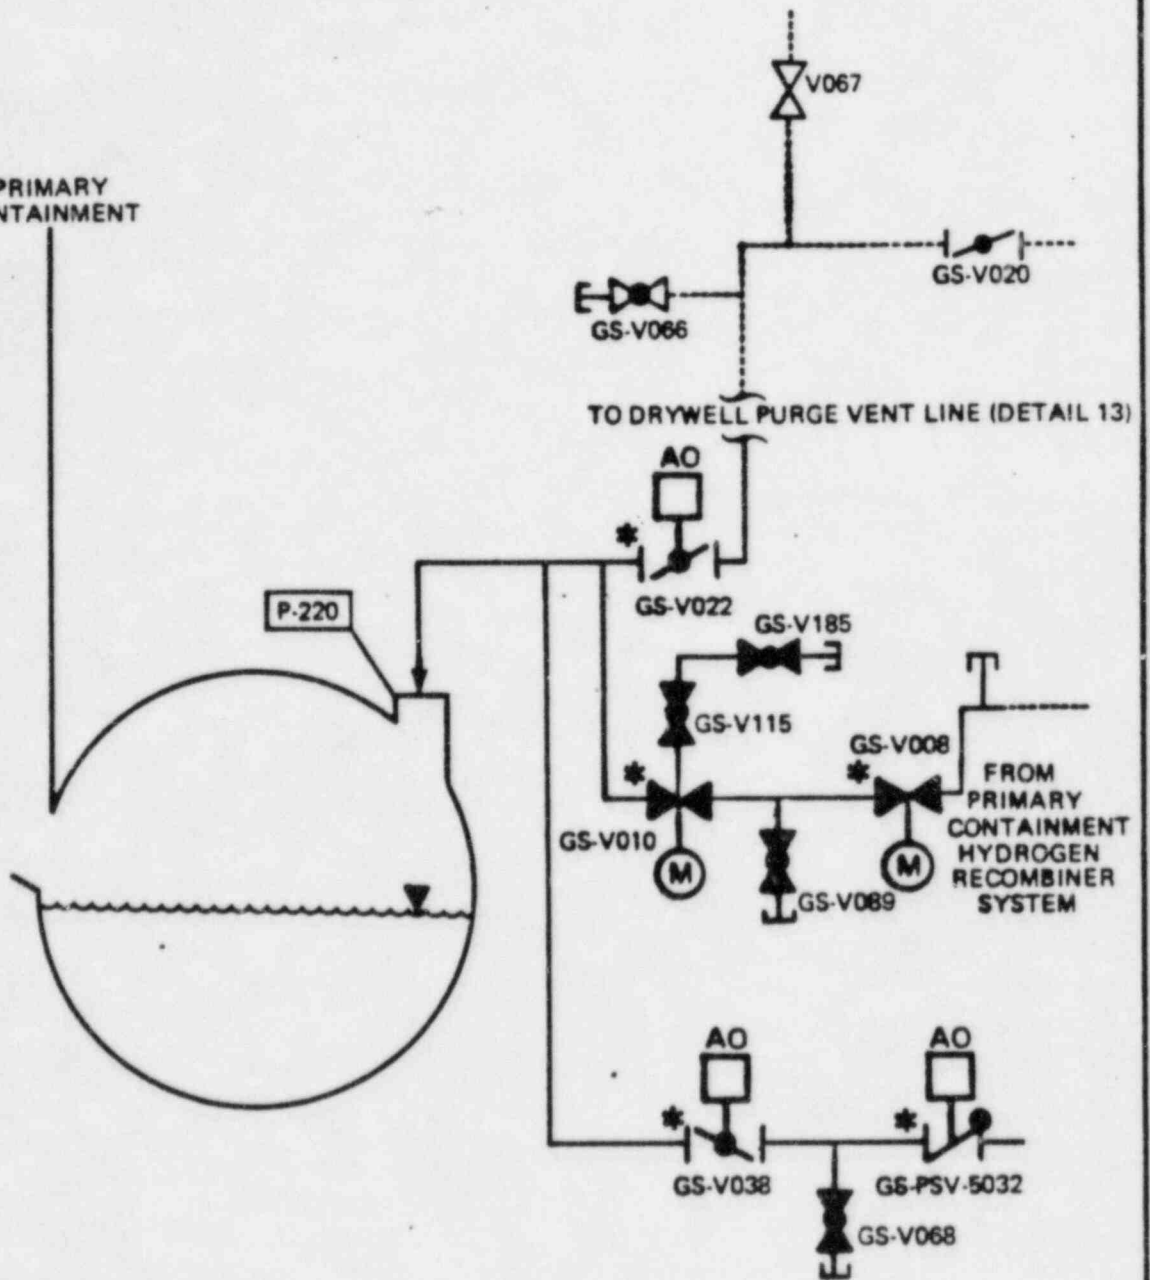 V067
PRIMARY
NTAINMENT
GS-V020
GS-V066
TO DRYWELL PURGE VENT LINE (DETAIL 13)
AO
*
GS-V022
P-220
GS-V185
GS-V115
GS-V008
*
*
FROM
PRIMARY
CONTAINMENT
HYDROGEN
RECOMBINER
SYSTEM
GS-V010
M
M
GS-V089
AO
AO
*
*
GS-V038
GS-PSV-5032
GS-V068